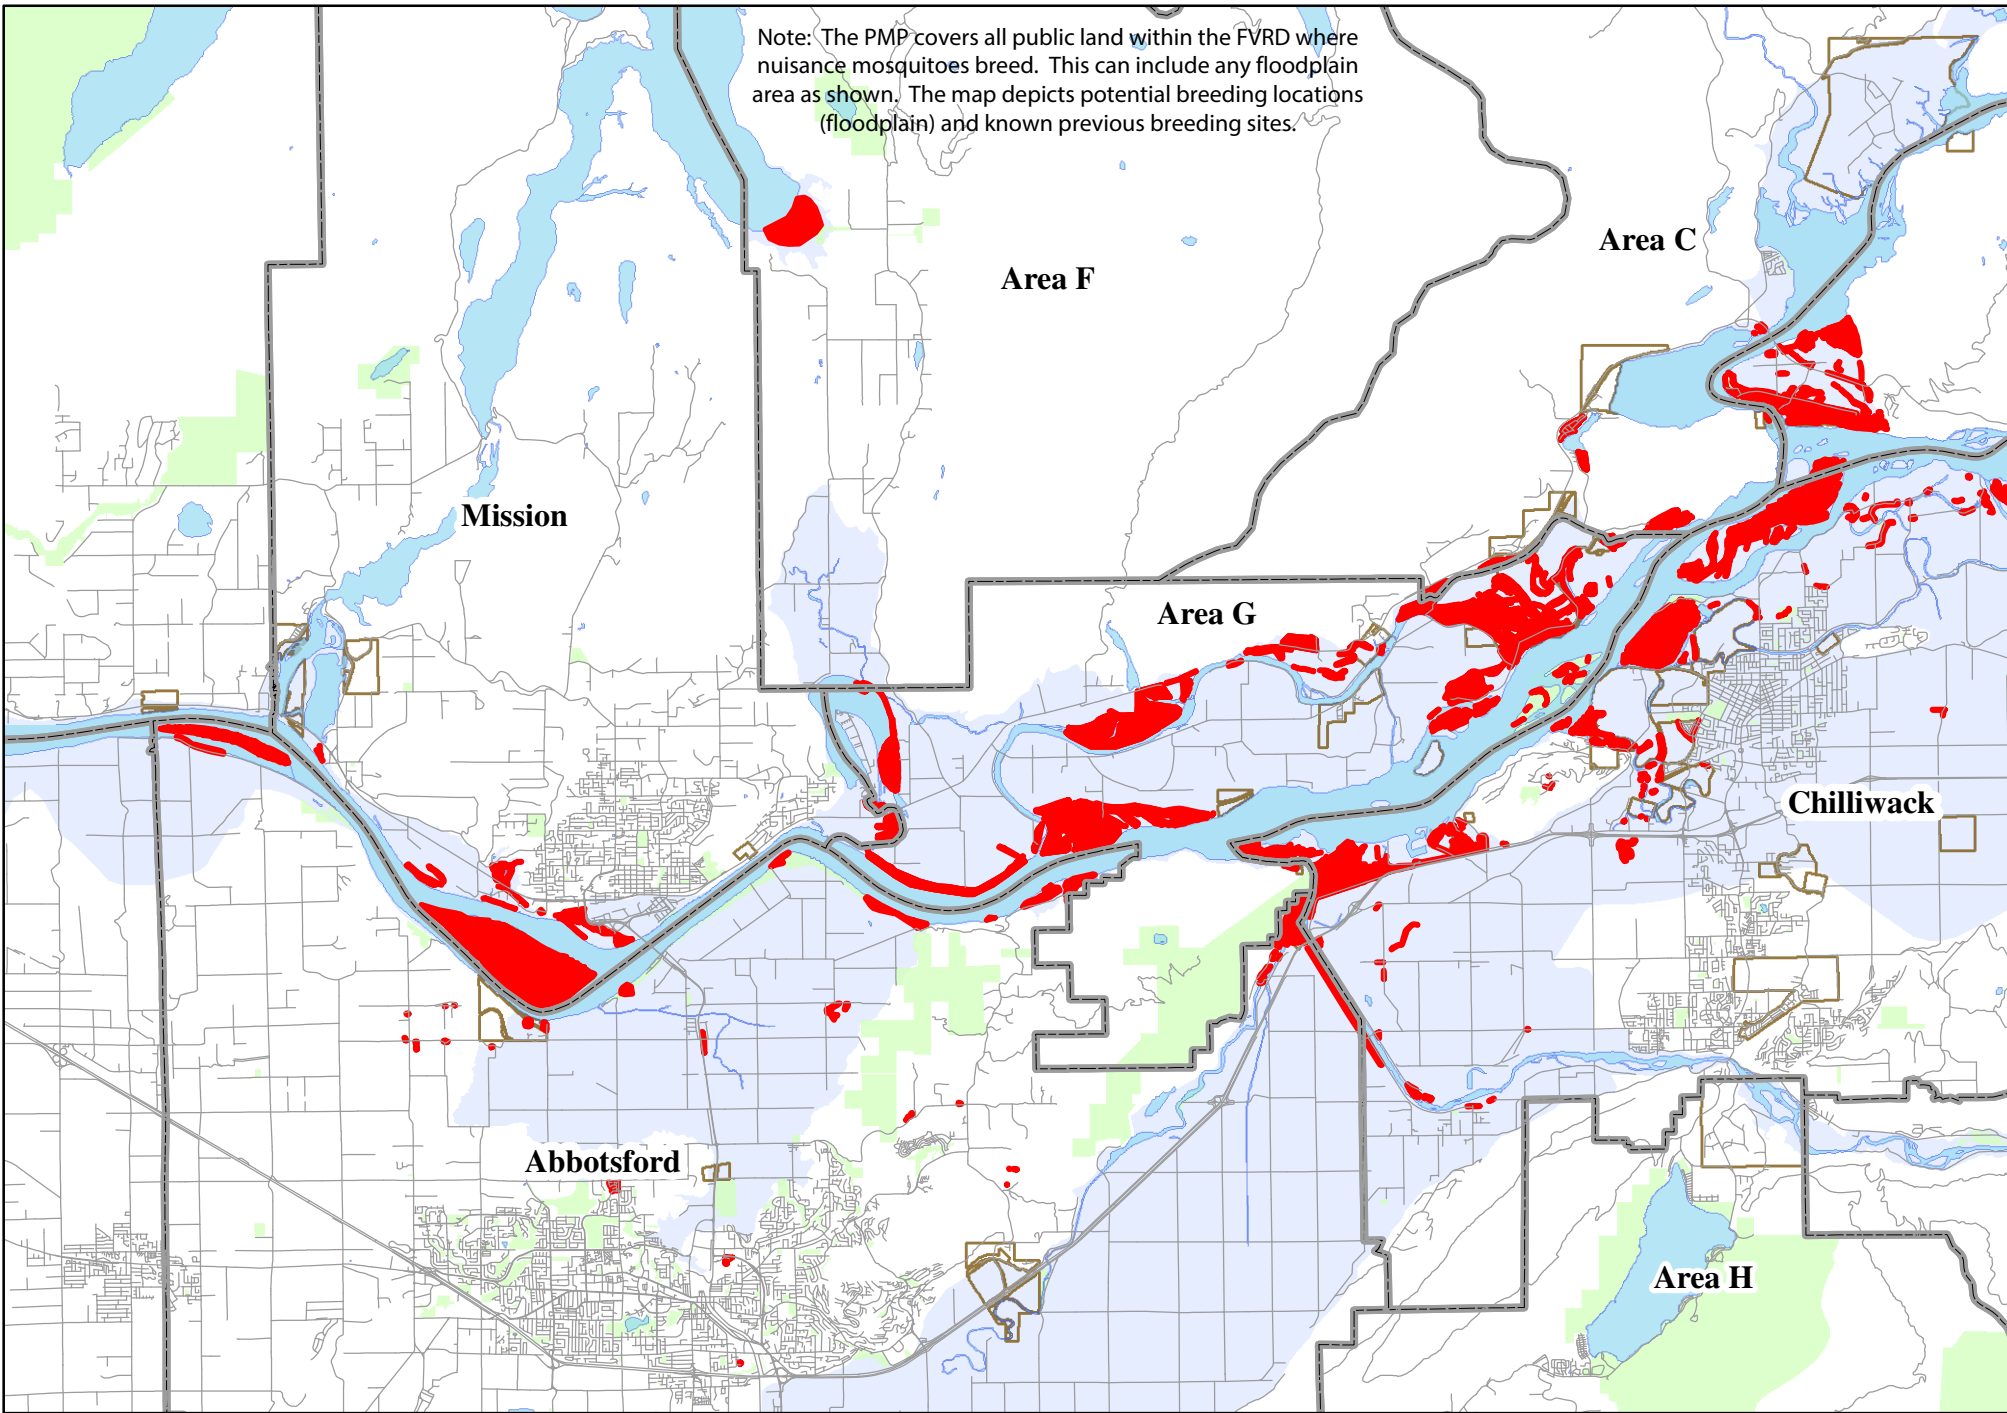 Note: The PMP covers all public land within the FVRD where
nuisance mosquitoes breed. This can include any floodplain
area as shown. The map depicts potential breeding locations
(floodplain) and known previous breeding sites.
Area C
Area F
Mission
Area G
Chilliwack
Abbotsford
Area H